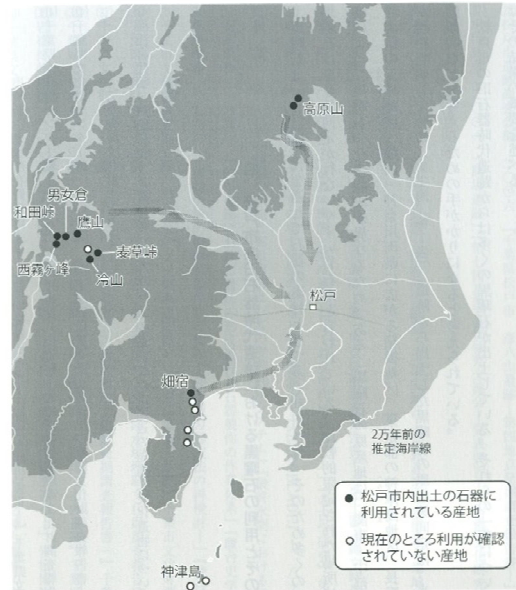 高原山
男女倉
和田峠
鷹山
西霧ヶ峰
麦草峠
冷山
松戸
畑宿
2万年前の
推定海岸線
神津島
● 松戸市内出土の石器に
利用されている産地
○ 現在のところ利用が確認
されていない産地